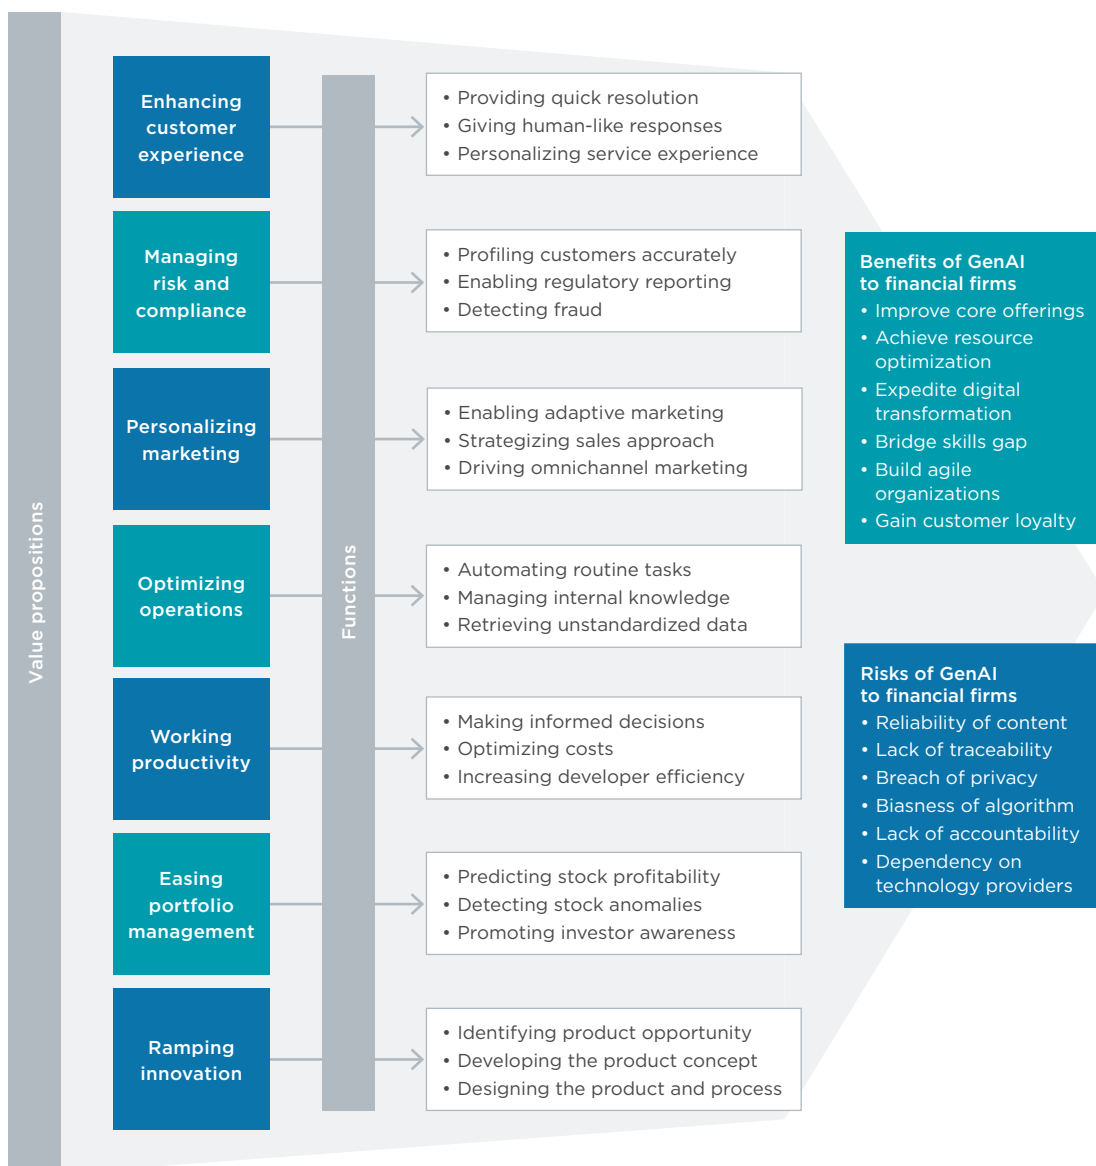 Value propositions
Enhancing
customer
experience
Managing
risk and
compliance
Personalizing
marketing
Optimizing
operations
Working
productivity
Easing
portfolio
management
Ramping
innovation
Functions
• Providing quick resolution
• Giving human-like responses
• Personalizing service experience
• Profiling customers accurately
• Enabling regulatory reporting
• Detecting fraud
• Enabling adaptive marketing
• Strategizing sales approach
• Driving omnichannel marketing
• Automating routine tasks
• Managing internal knowledge
• Retrieving unstandardized data
• Making informed decisions
• Optimizing costs
• Increasing developer efficiency
• Predicting stock profitability
• Detecting stock anomalies
• Promoting investor awareness
• Identifying product opportunity
• Developing the product concept
• Designing the product and process
Benefits of GenAI
to financial firms
• Improve core offerings
• Achieve resource
optimization
• Expedite digital
transformation
• Bridge skills gap
• Build agile
organizations
• Gain customer loyalty
Risks of GenAI
to financial firms
• Reliability of content
• Lack of traceability
• Breach of privacy
• Biasness of algorithm
• Lack of accountability
• Dependency on
technology providers